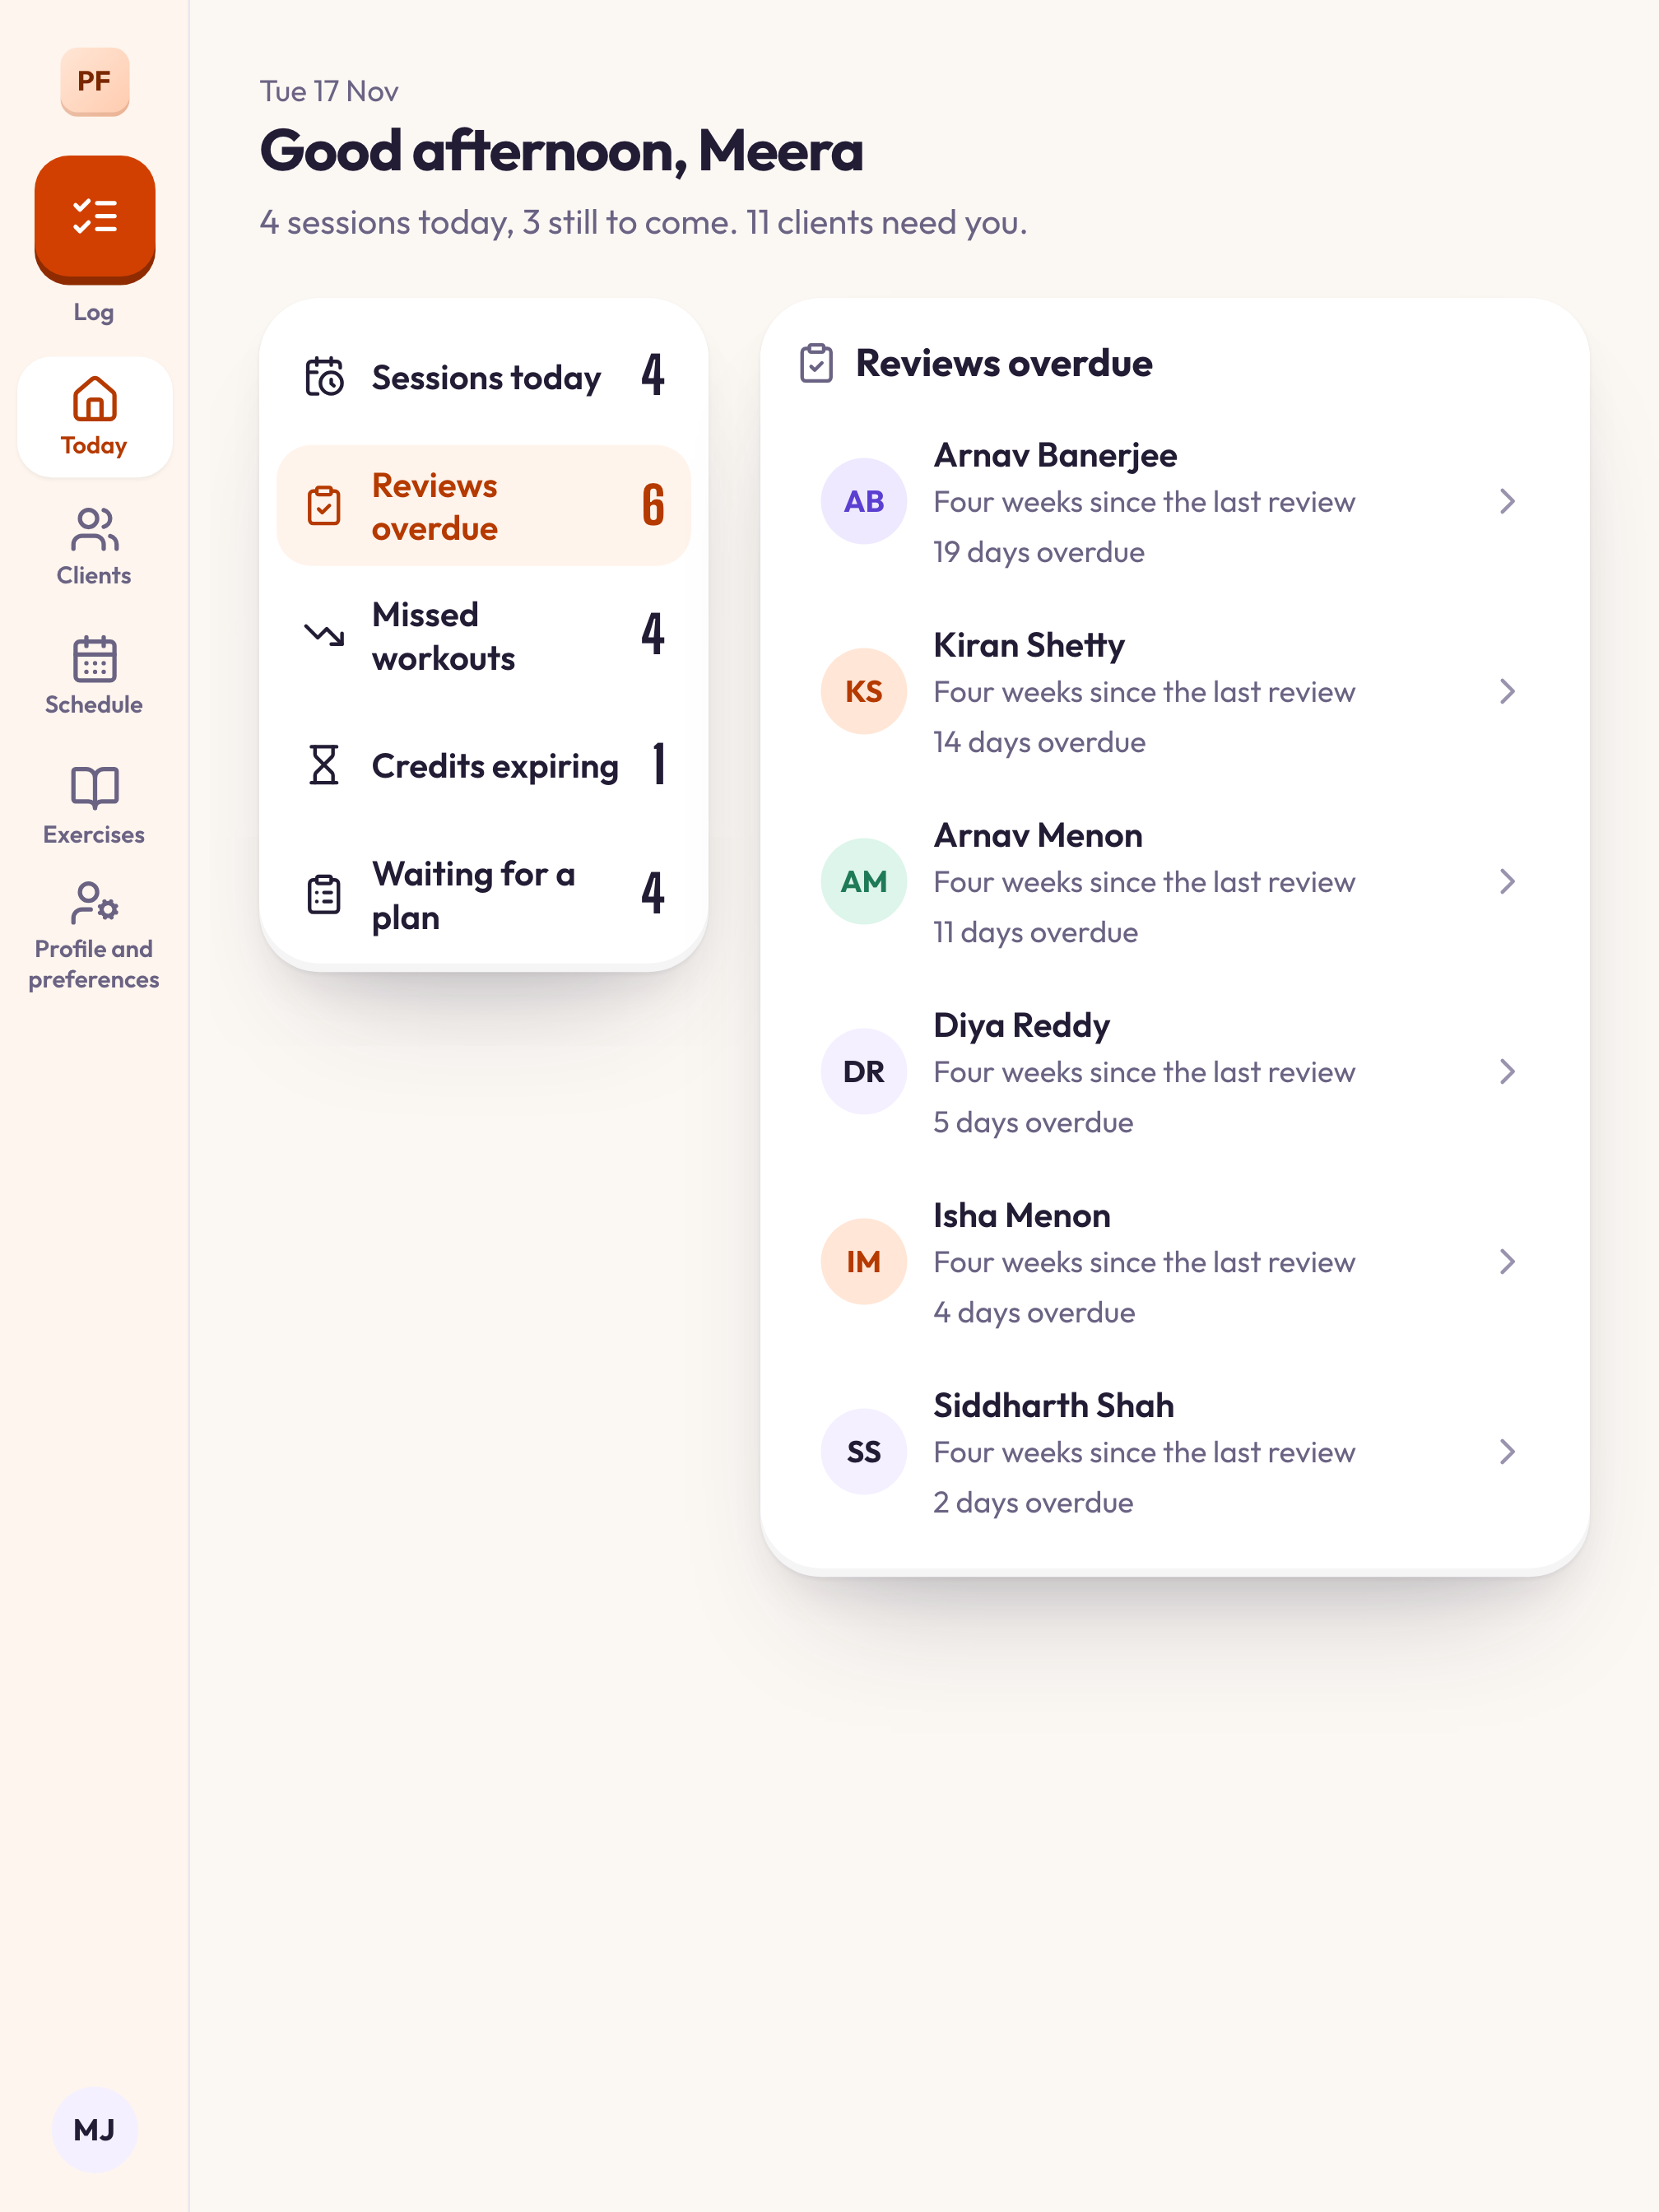 PF
Log
Today
Clients
Schedule
Exercises
Profile and
preferences
MJ
Tue 17 Nov
Good afternoon, Meera
4 sessions today, 3 still to come. 11 clients need you.
Sessions today 4
Reviews
overdue 6
Missed
workouts 4
Credits expiring 1
Waiting for a
plan 4
Reviews overdue
AB
Arnav Banerjee
Four weeks since the last review
19 days overdue
KS
Kiran Shetty
Four weeks since the last review
14 days overdue
AM
Arnav Menon
Four weeks since the last review
11 days overdue
DR
Diya Reddy
Four weeks since the last review
5 days overdue
IM
Isha Menon
Four weeks since the last review
4 days overdue
SS
Siddharth Shah
Four weeks since the last review
2 days overdue